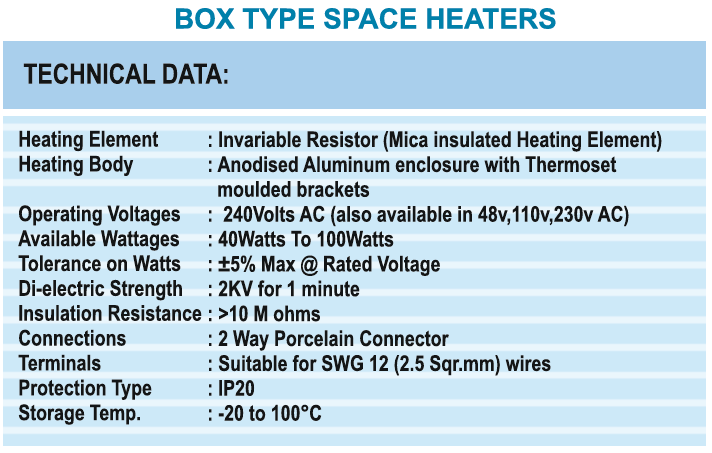 BOX TYPE SPACE HEATERS
TECHNICAL DATA:
Heating Element : Invariable Resistor (Mica insulated Heating Element)
Heating Body : Anodised Aluminum enclosure with Thermoset
moulded brackets
Operating Voltages : 240Volts AC (also available in 48v,110v,230v AC)
Available Wattages : 40Watts To 100Watts
Tolerance on Watts : ±5% Max @ Rated Voltage
Di-electric Strength : 2KV for 1 minute
Insulation Resistance : >10 M ohms
Connections : 2 Way Porcelain Connector
Terminals : Suitable for SWG 12 (2.5 Sqr.mm) wires
Protection Type : IP20
Storage Temp. : -20 to 100°C